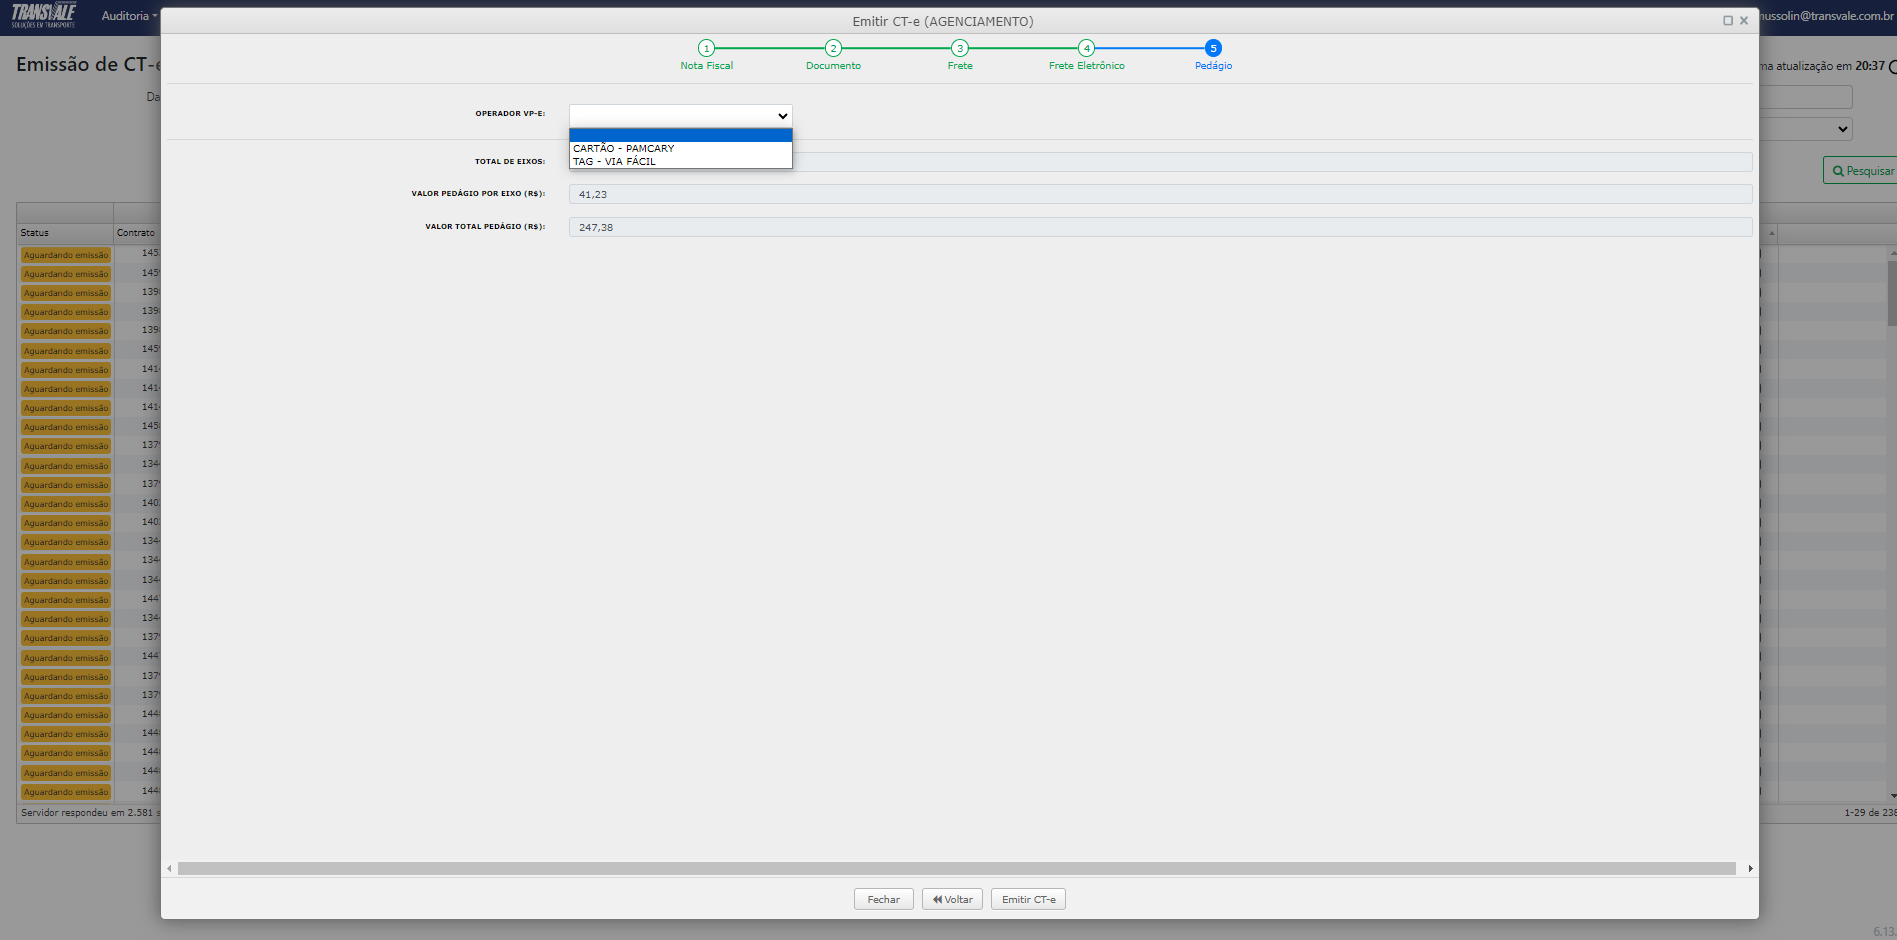 TRANSVALE
SOLUÇÕES EM TRANSPORTE
Auditoria
Emitir CT-e (AGENCIAMENTO)
ussolin@transvale.com.br
1
2
3
4
5
Nota Fiscal
Documento
Frete
Frete Eletrônico
Pedágio
Emissão de CT-e
ma atualização em 20:37
Da
OPERADOR VP-E:
CARTÃO - PAMCARY
TAG - VIA FÁCIL
TOTAL DE EIXOS:
Pesquisar
VALOR PEDÁGIO POR EIXO (R$):
41,23
VALOR TOTAL PEDÁGIO (R$):
247,38
Status
Contrato
Aguardando emissão 145
Aguardando emissão 145
Aguardando emissão 139
Aguardando emissão 139
Aguardando emissão 139
Aguardando emissão 145
Aguardando emissão 141
Aguardando emissão 141
Aguardando emissão 141
Aguardando emissão 145
Aguardando emissão 137
Aguardando emissão 134
Aguardando emissão 137
Aguardando emissão 140
Aguardando emissão 140
Aguardando emissão 134
Aguardando emissão 134
Aguardando emissão 134
Aguardando emissão 144
Aguardando emissão 134
Aguardando emissão 137
Aguardando emissão 144
Aguardando emissão 137
Aguardando emissão 137
Aguardando emissão 144
Aguardando emissão 144
Aguardando emissão 144
Aguardando emissão 144
Aguardando emissão 144
Servidor respondeu em 2.581 s
1-29 de 238
Fechar
Voltar
Emitir CT-e
6.13.